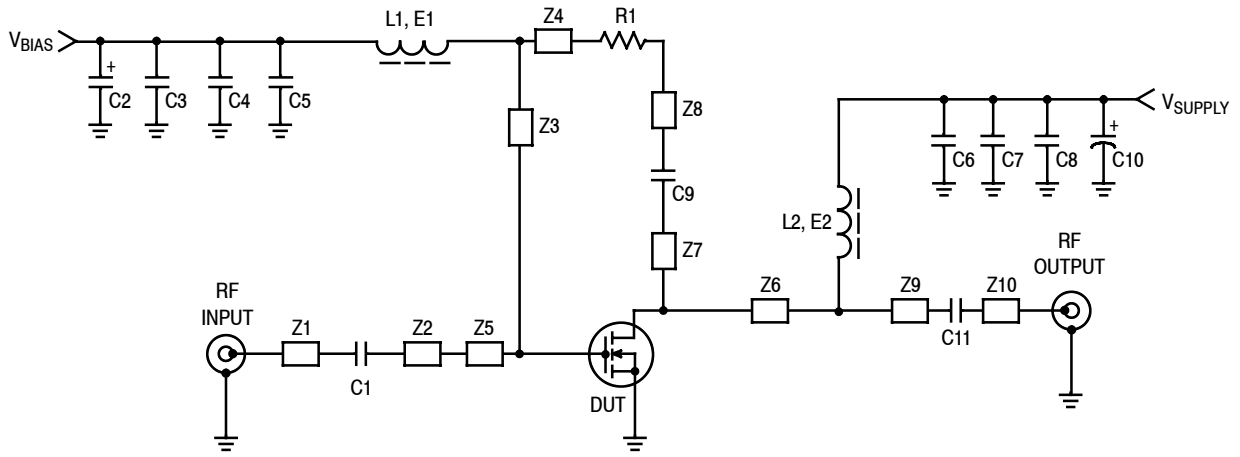 L1, E1
Z4
R1
VBIAS
+
C2
C3
C4
C5
Z3
Z8
C9
Z7
VSUPPLY
+
C6
C7
C8
C10
L2, E2
RF
OUTPUT
RF
INPUT
Z1
C1
Z2
Z5
Z6
Z9
C11
Z10
DUT